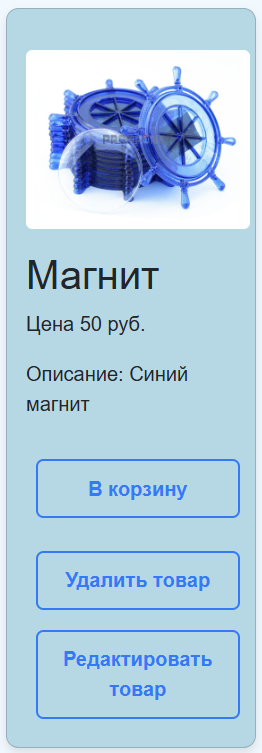 Магнит
Цена 50 руб.
Описание: Синий
магнит
В корзину
Удалить товар
Редактировать
товар